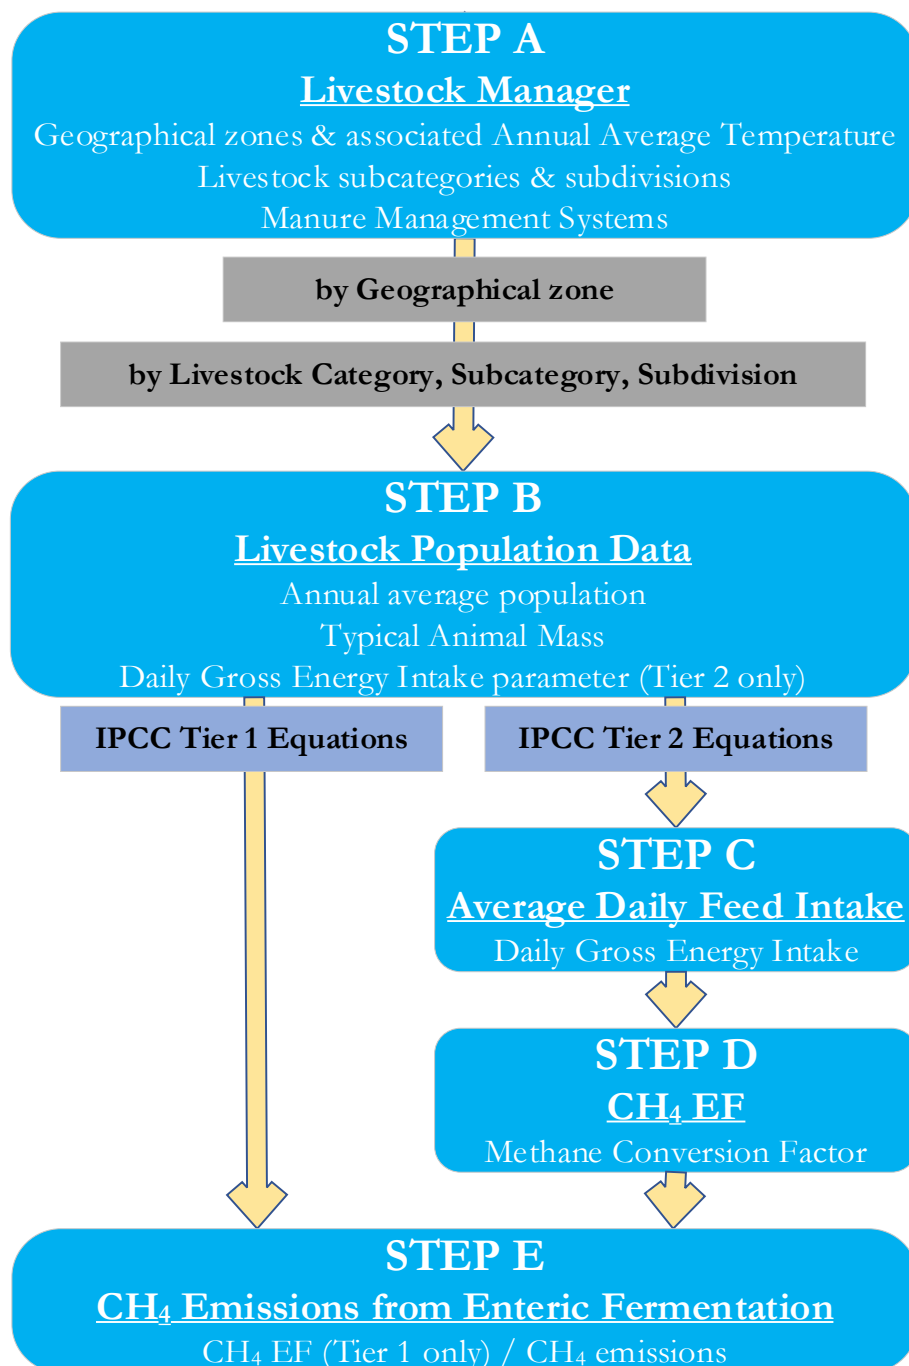 STEP A
Livestock Manager
Geographical zones & associated Annual Average Temperature
Livestock subcategories & subdivisions
Manure Management Systems
by Geographical zone
by Livestock Category, Subcategory, Subdivision
STEP B
Livestock Population Data
Annual average population
Typical Animal Mass
Daily Gross Energy Intake parameter (Tier 2 only)
IPCC Tier 1 Equations
IPCC Tier 2 Equations
STEP C
Average Daily Feed Intake
Daily Gross Energy Intake
STEP D
CH₄ EF
Methane Conversion Factor
STEP E
CH₄ Emissions from Enteric Fermentation
CH₄ EF (Tier 1 only) / CH₄ emissions